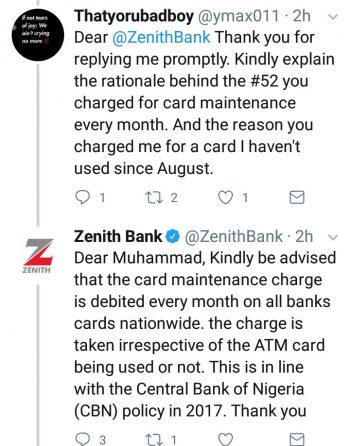 If not tears
of joy; We
ain't crying
no more
Thatyorubadboy @ymax011 · 2h
Dear @ZenithBank Thank you for
replying me promptly. Kindly explain
the rationale behind the #52 you
charged for card maintenance
every month. And the reason you
charged me for a card I haven't
used since August.
1 2 1
Zenith Bank @ZenithBank · 2h
ZENITH
Dear Muhammad, Kindly be advised
that the card maintenance charge
is debited every month on all banks
cards nationwide. the charge is
taken irrespective of the ATM card
being used or not. This is in line
with the Central Bank of Nigeria
(CBN) policy in 2017. Thank you
3 1